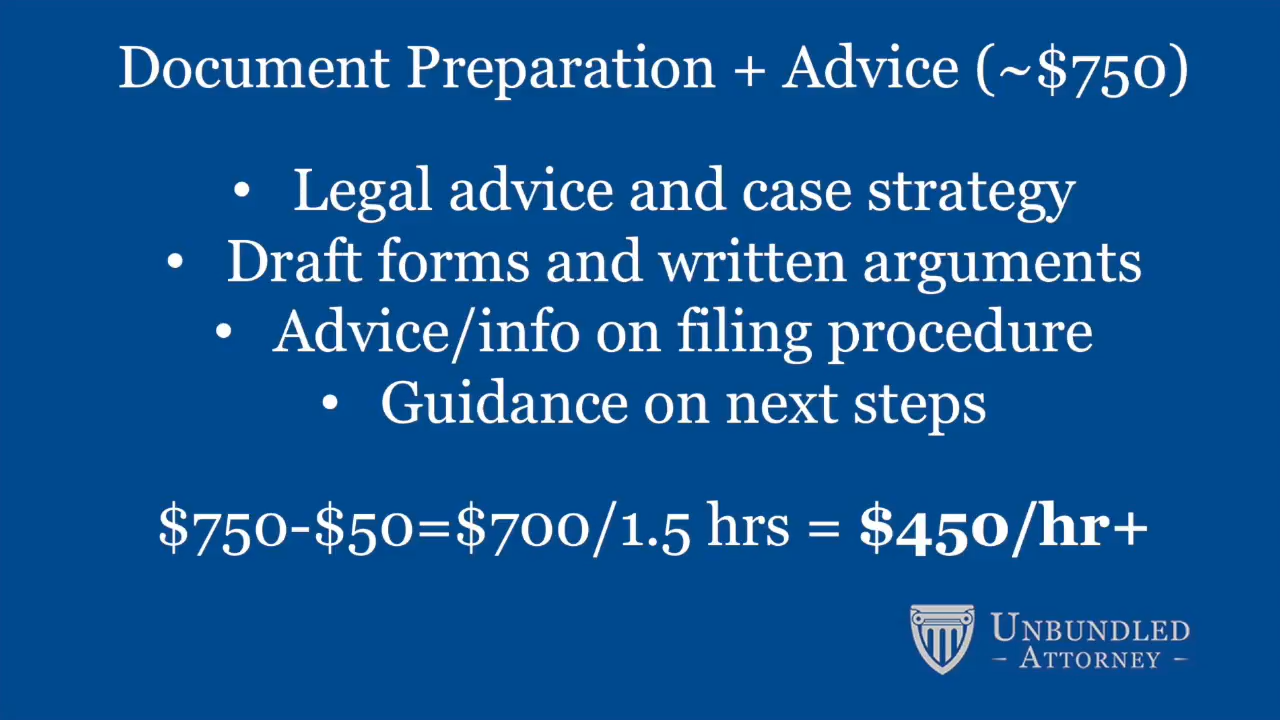 Document Preparation + Advice (~$750)
• Legal advice and case strategy
• Draft forms and written arguments
• Advice/info on filing procedure
• Guidance on next steps
$750-$50=$700/1.5 hrs = $450/hr+
UNBUNDLED
- ATTORNEY -